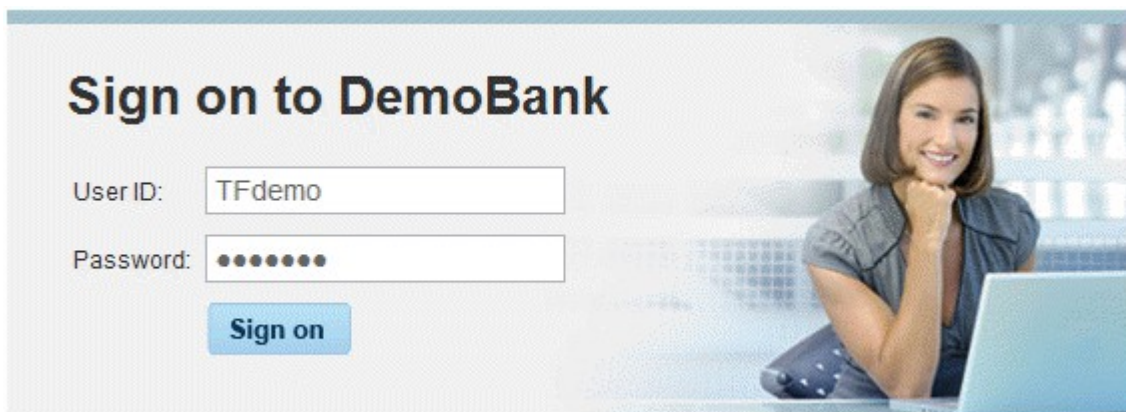 Sign on to DemoBank
User ID: TFdemo
Password: ●●●●●●●
Sign on